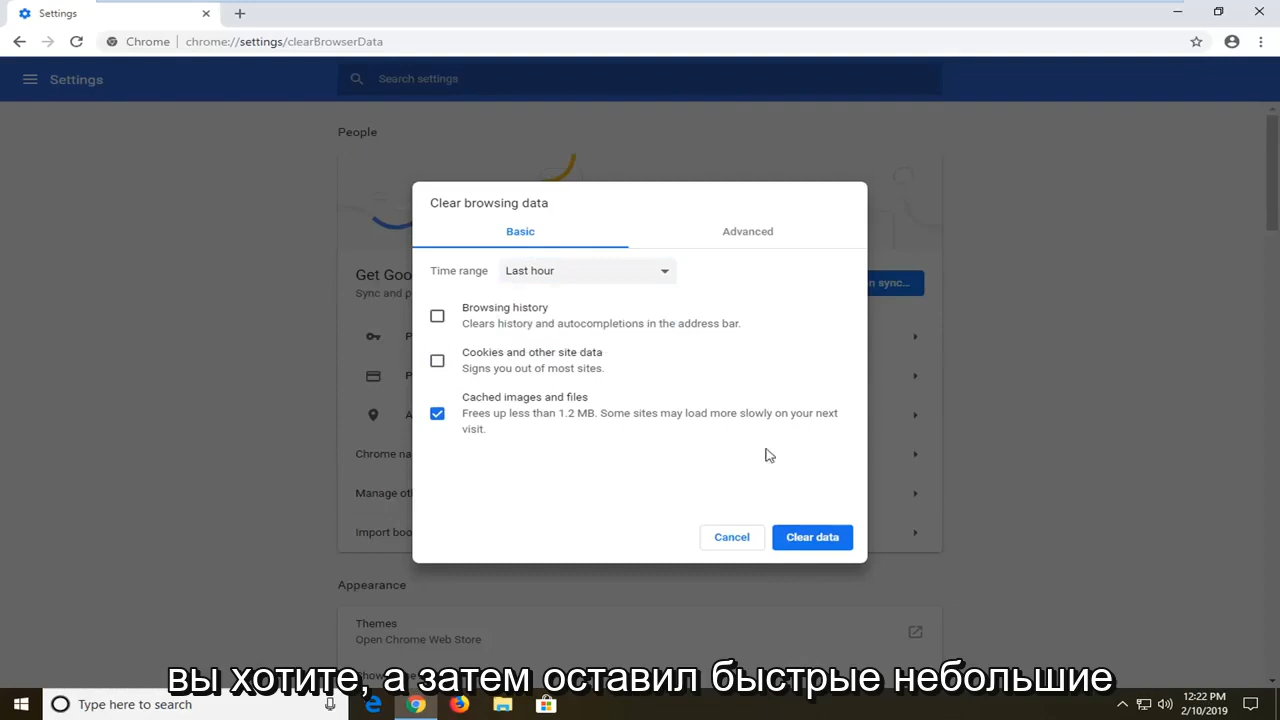 Settings
Chrome
chrome://settings/clearBrowserData
Settings
Search settings
People
Clear browsing data
Basic
Advanced
Time range
Last hour
Get Goo
Sync and p
n sync...
Browsing history
Clears history and autocompletions in the address bar.
P
Cookies and other site data
Signs you out of most sites.
P
Cached images and files
Frees up less than 1.2 MB. Some sites may load more slowly on your next
visit.
A
Chrome na
Manage ot
Import boo
Cancel
Clear data
Appearance
Themes
Open Chrome Web Store
вы хотите, а затем оставил быстрые небольшие
Type here to search
12:22 PM
2/10/2019